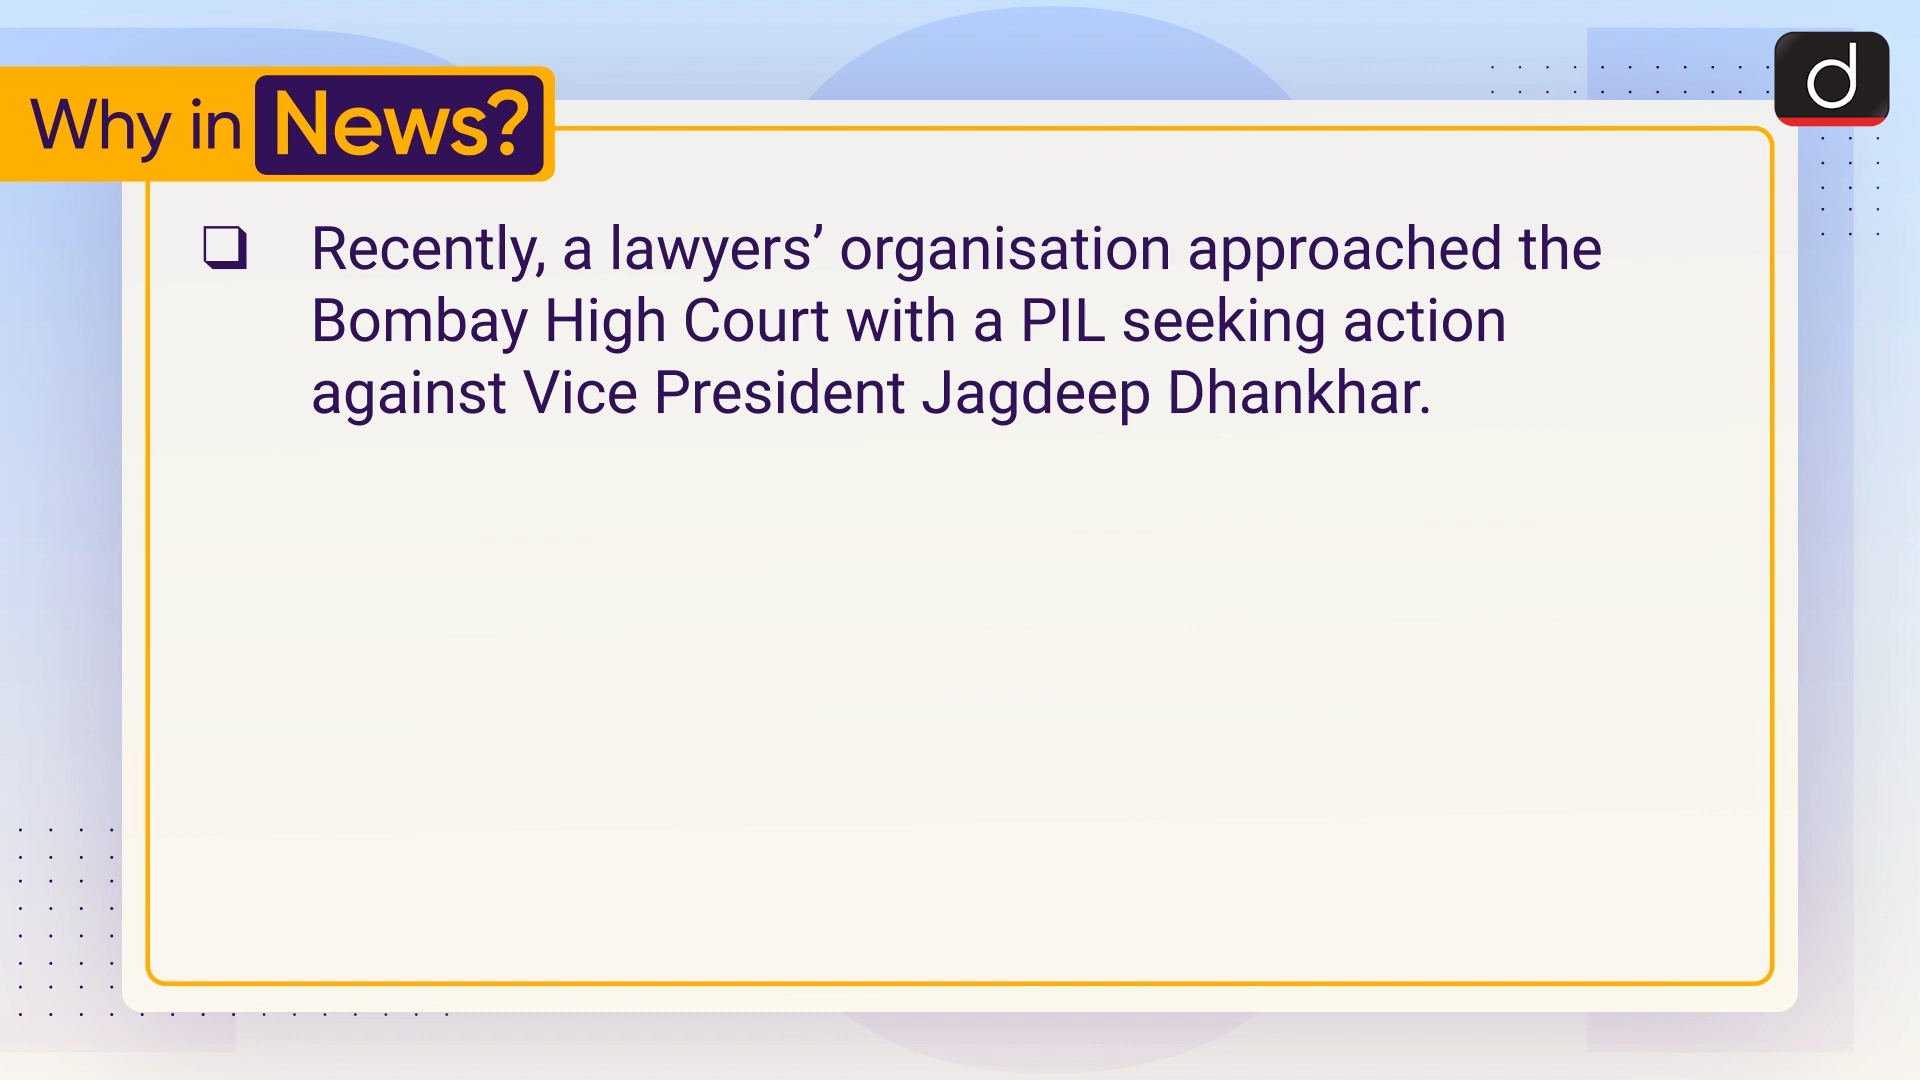 Why in News?
d
❑ Recently, a lawyers’ organisation approached the
Bombay High Court with a PIL seeking action
against Vice President Jagdeep Dhankhar.